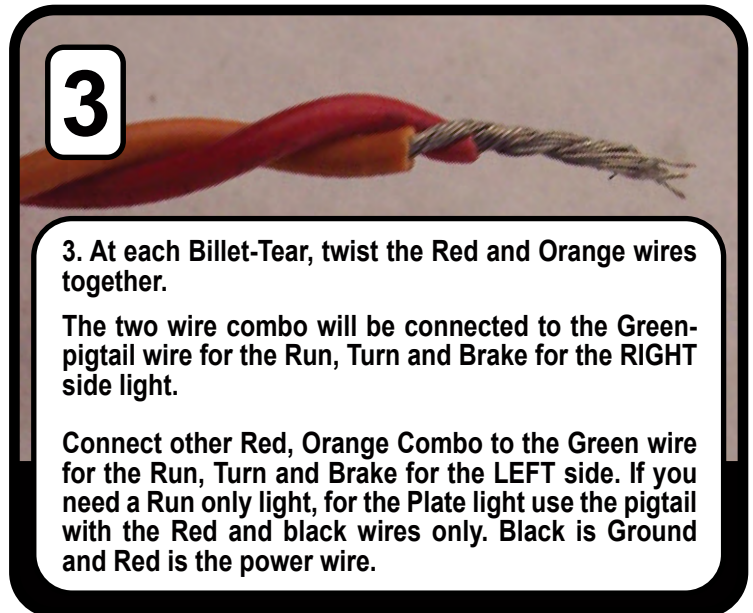 3
3. At each Billet-Tear, twist the Red and Orange wires
together.
The two wire combo will be connected to the Green-
pigtail wire for the Run, Turn and Brake for the RIGHT
side light.
Connect other Red, Orange Combo to the Green wire
for the Run, Turn and Brake for the LEFT side. If you
need a Run only light, for the Plate light use the pigtail
with the Red and black wires only. Black is Ground
and Red is the power wire.